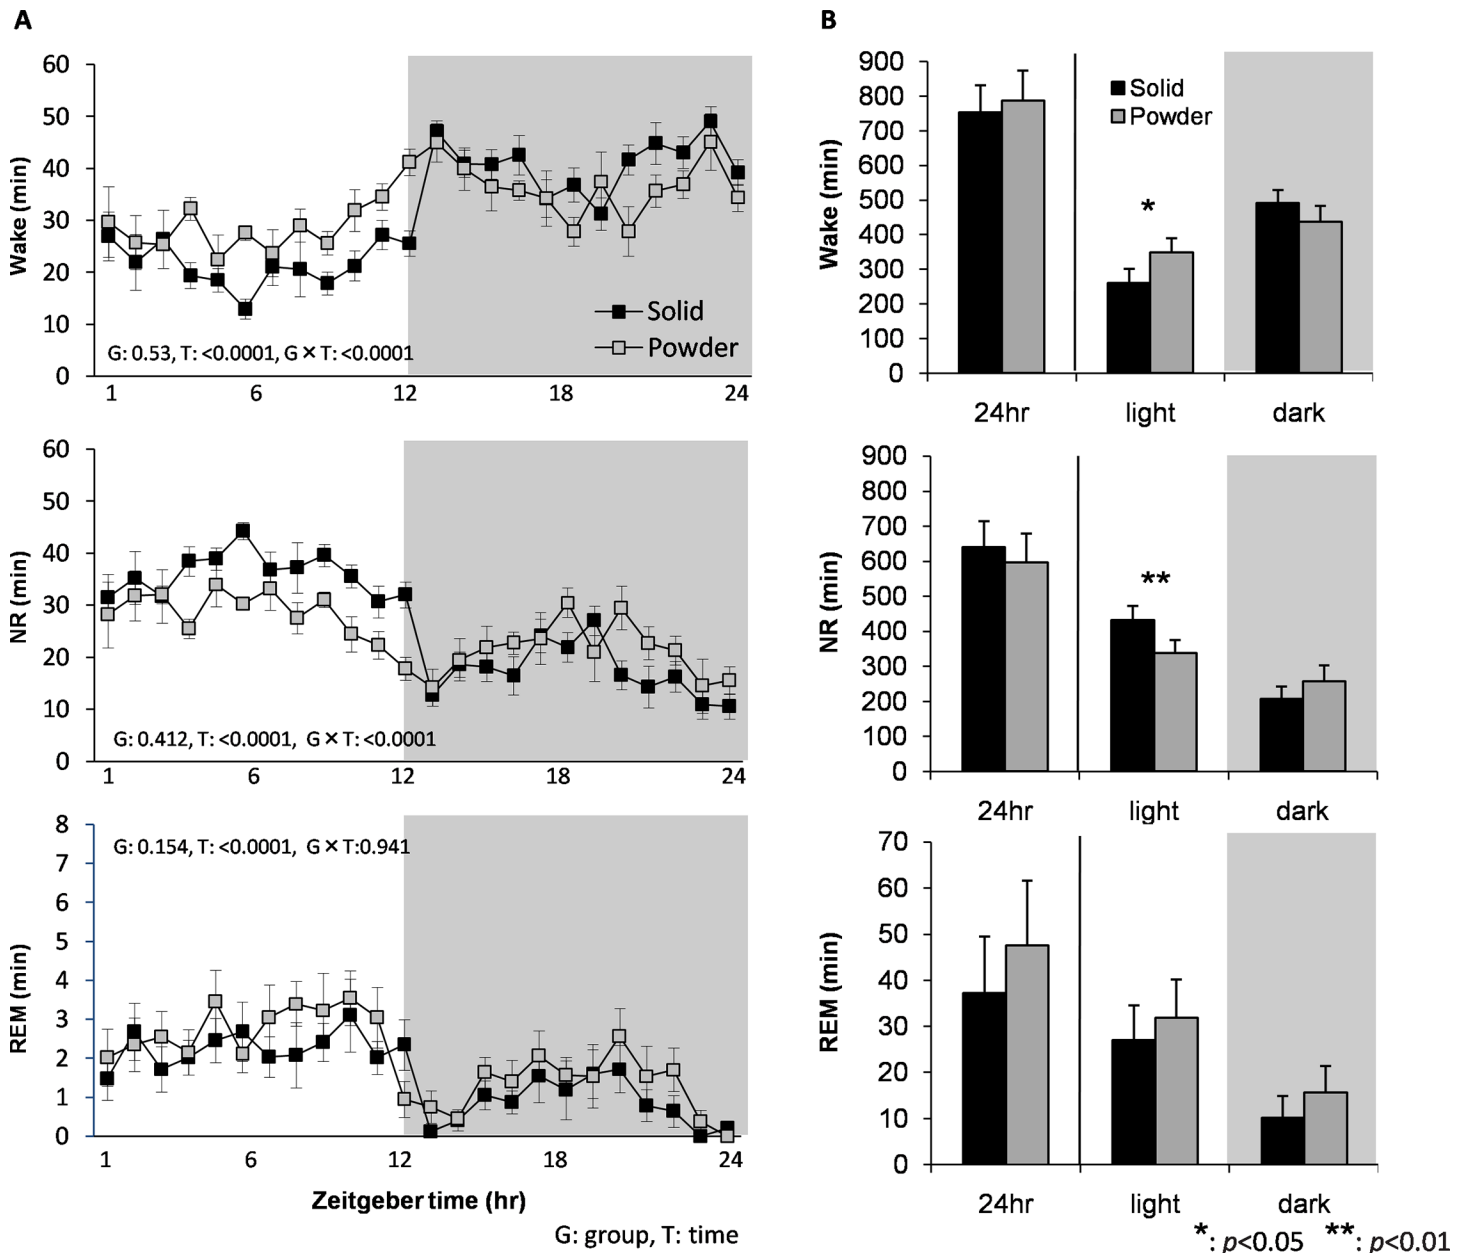 A
60
50
40
30
20
10
0
Wake (min)
Solid
Powder
G: 0.53, T: <0.0001, G × T: <0.0001
1 6 12 18 24
60
50
40
30
20
10
0
NR (min)
G: 0.412, T: <0.0001, G × T: <0.0001
1 6 12 18 24
8
7
6
5
4
3
2
1
0
REM (min)
G: 0.154, T: <0.0001, G × T:0.941
1 6 12 18 24
Zeitgeber time (hr)
G: group, T: time
B
900
800
700
600
500
400
300
200
100
0
Wake (min)
Solid
Powder
*
24hr light dark
900
800
700
600
500
400
300
200
100
0
NR (min)
**
24hr light dark
70
60
50
40
30
20
10
0
REM (min)
24hr light dark
*: p<0.05 **: p<0.01